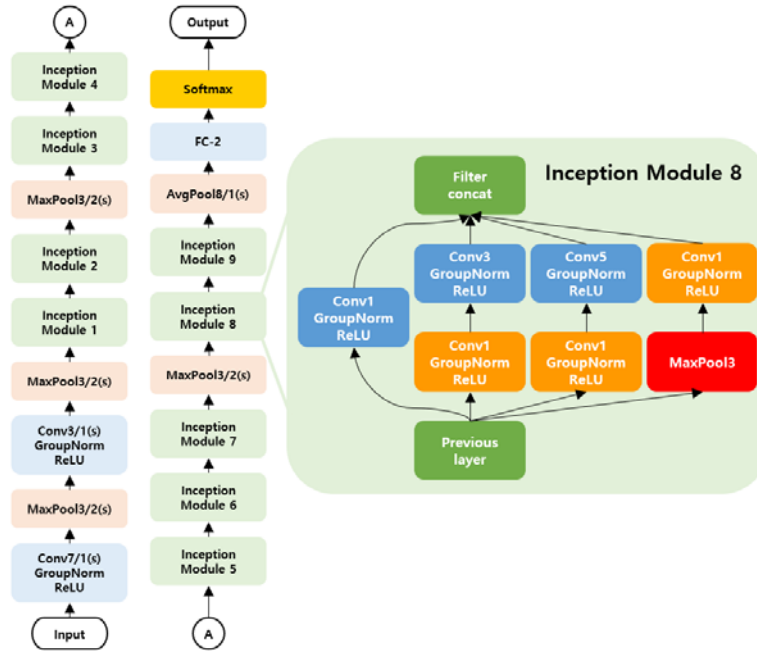 A
Inception
Module 4
Inception
Module 3
MaxPool3/2(s)
Inception
Module 2
Inception
Module 1
MaxPool3/2(s)
Conv3/1(s)
GroupNorm
ReLU
MaxPool3/2(s)
Conv7/1(s)
GroupNorm
ReLU
Input
Output
Softmax
FC-2
AvgPool8/1(s)
Inception
Module 9
Inception
Module 8
MaxPool3/2(s)
Inception
Module 7
Inception
Module 6
Inception
Module 5
A
Inception Module 8
Filter
concat
Conv1
GroupNorm
ReLU
Conv3
GroupNorm
ReLU
Conv5
GroupNorm
ReLU
Conv1
GroupNorm
ReLU
Conv1
GroupNorm
ReLU
Conv1
GroupNorm
ReLU
MaxPool3
Previous
layer